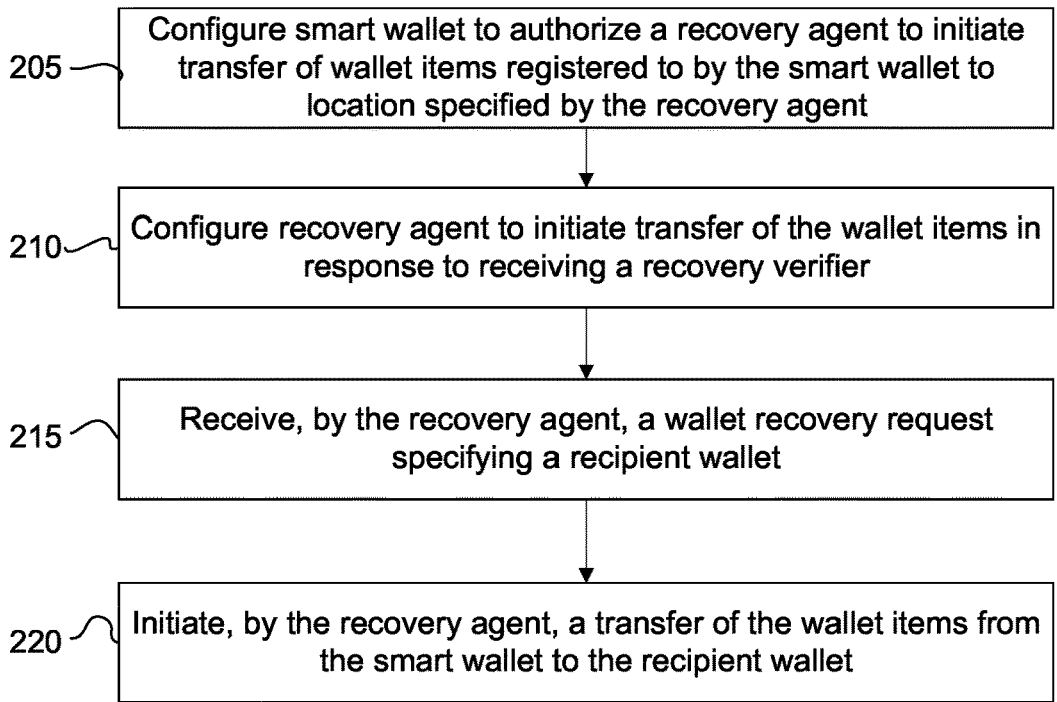 Configure smart wallet to authorize a recovery agent to initiate
205
transfer of wallet items registered to by the smart wallet to
location specified by the recovery agent
210
Configure recovery agent to initiate transfer of the wallet items in
response to receiving a recovery verifier
215
Receive, by the recovery agent, a wallet recovery request
specifying a recipient wallet
220
Initiate, by the recovery agent, a transfer of the wallet items from
the smart wallet to the recipient wallet